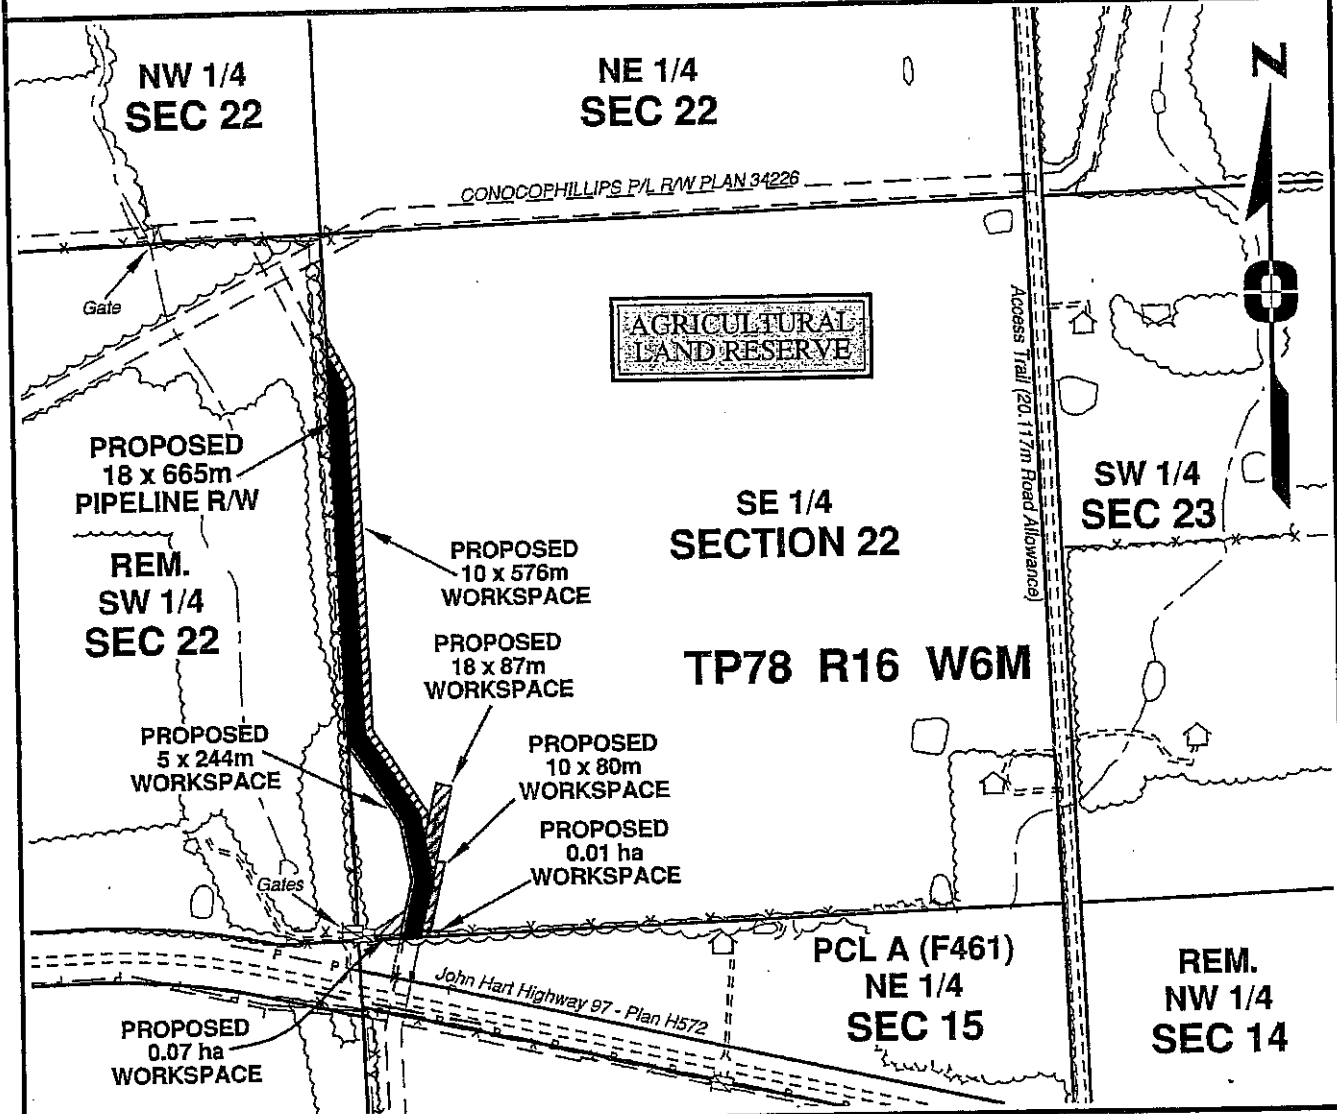 NW 1/4
SEC 22
NE 1/4
SEC 22
N
CONOCOPHILLIPS P/L R/W PLAN 34226
Gate
AGRICULTURAL
LAND RESERVE
Access Trail (20.117m Road Allowance)
PROPOSED
18 x 665m
PIPELINE R/W
SW 1/4
SEC 23
SE 1/4
SECTION 22
REM.
SW 1/4
SEC 22
PROPOSED
10 x 576m
WORKSPACE
PROPOSED
18 x 87m
WORKSPACE
TP78 R16 W6M
PROPOSED
5 x 244m
WORKSPACE
PROPOSED
10 x 80m
WORKSPACE
PROPOSED
0.01 ha
WORKSPACE
Gates
PCL A (F461)
NE 1/4
SEC 15
REM.
NW 1/4
SEC 14
John Hart Highway 97 - Plan H572
PROPOSED
0.07 ha
WORKSPACE